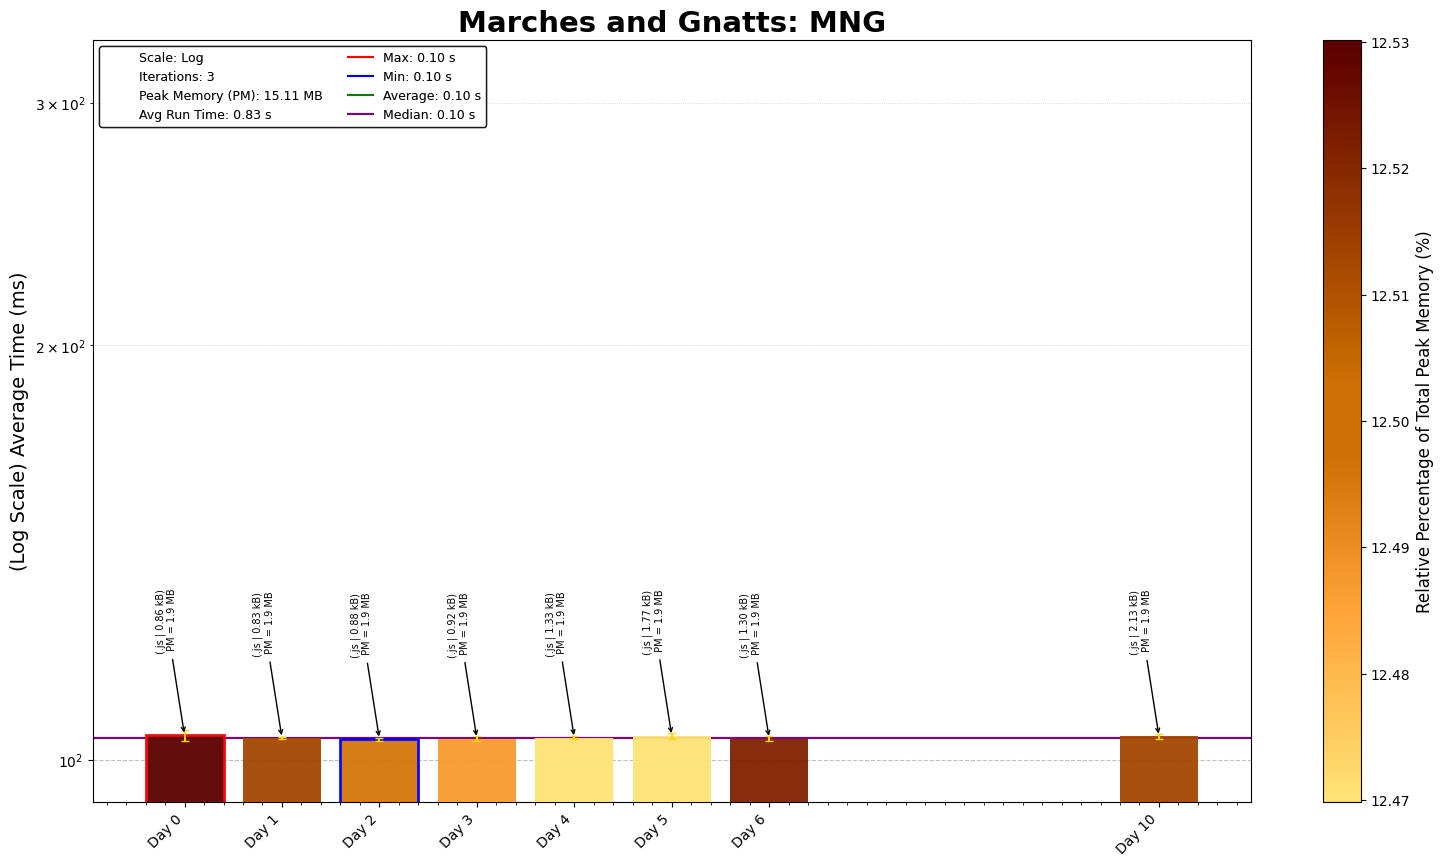 Marches and Gnatts: MNG
Scale: Log
Iterations: 3
Peak Memory (PM): 15.11 MB
Avg Run Time: 0.83 s
Max: 0.10 s
Min: 0.10 s
Average: 0.10 s
Median: 0.10 s
(Log Scale) Average Time (ms)
3 × 10²
2 × 10²
10²
(.js | 0.86 kB)
PM = 1.9 MB
(.js | 0.83 kB)
PM = 1.9 MB
(.js | 0.88 kB)
PM = 1.9 MB
(.js | 0.92 kB)
PM = 1.9 MB
(.js | 1.33 kB)
PM = 1.9 MB
(.js | 1.77 kB)
PM = 1.9 MB
(.js | 1.30 kB)
PM = 1.9 MB
(.js | 2.13 kB)
PM = 1.9 MB
Day 0
Day 1
Day 2
Day 3
Day 4
Day 5
Day 6
Day 10
12.53
12.52
12.51
12.50
12.49
12.48
12.47
Relative Percentage of Total Peak Memory (%)